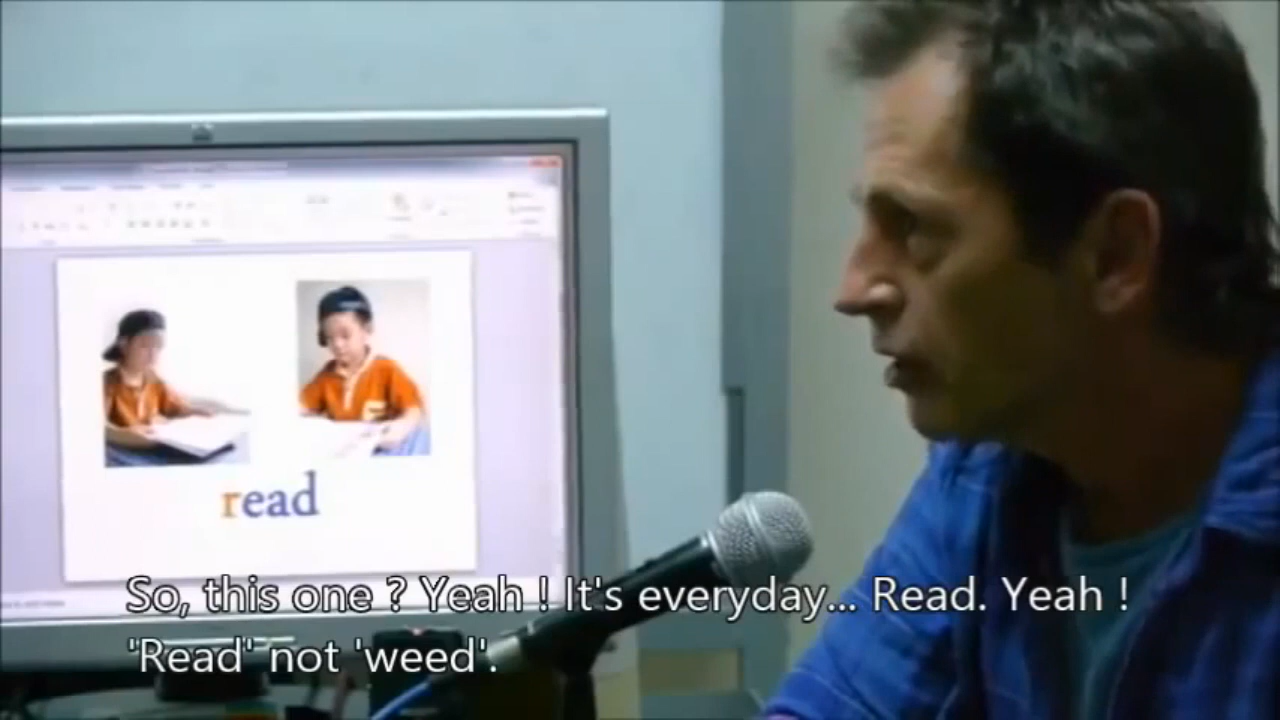 read
So, this one ? Yeah ! It's everyday... Read. Yeah !
'Read' not 'weed'.